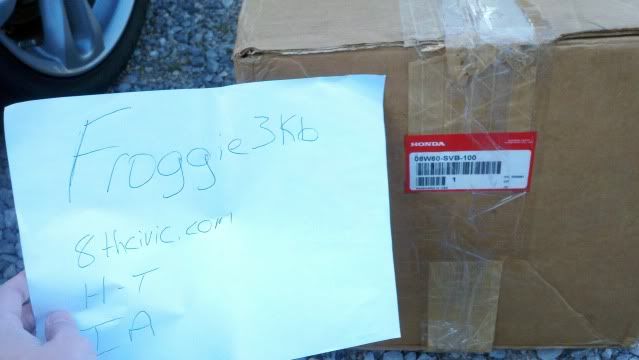 Froggie3Kb
8thcivic.com
H-T
IA
HONDA
08W60-SVB-100
1